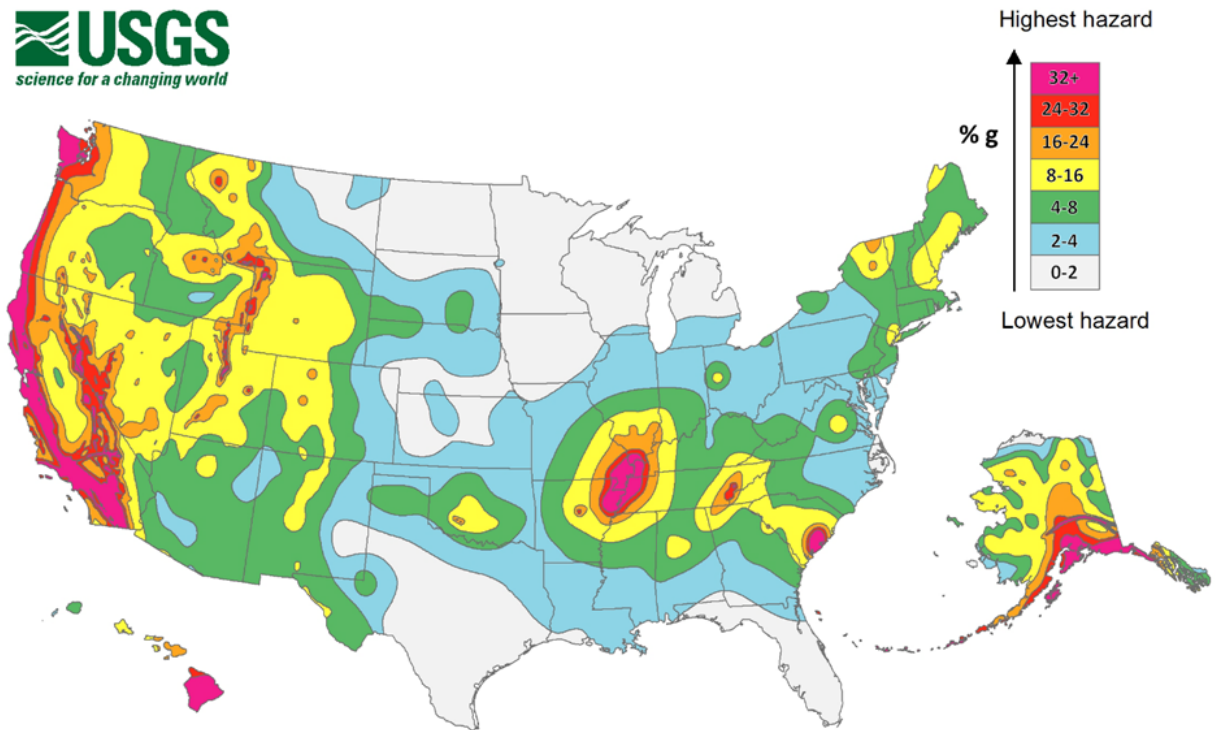 USGS
science for a changing world
Highest hazard
% g
32+
24-32
16-24
8-16
4-8
2-4
0-2
Lowest hazard